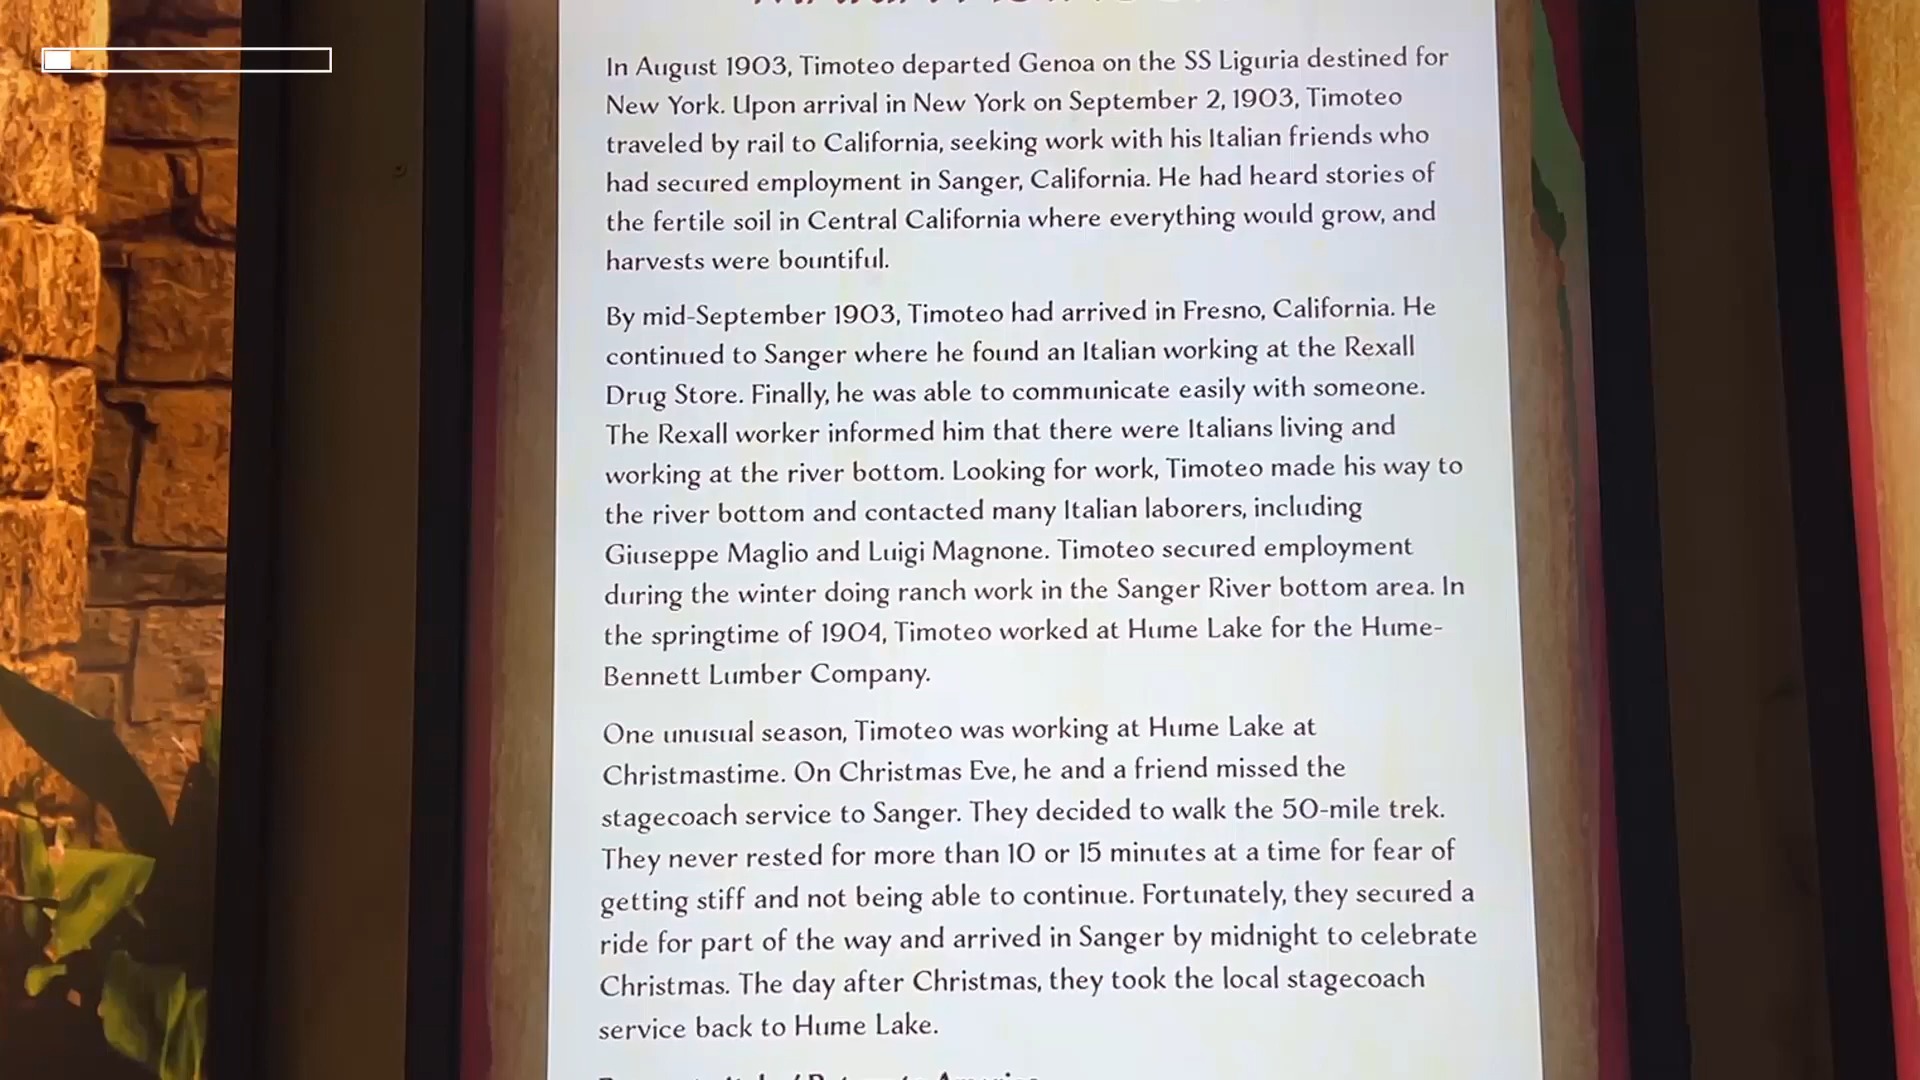 In August 1903, Timoteo departed Genoa on the SS Liguria destined for
New York. Upon arrival in New York on September 2, 1903, Timoteo
traveled by rail to California, seeking work with his Italian friends who
had secured employment in Sanger, California. He had heard stories of
the fertile soil in Central California where everything would grow, and
harvests were bountiful.
By mid-September 1903, Timoteo had arrived in Fresno, California. He
continued to Sanger where he found an Italian working at the Rexall
Drug Store. Finally, he was able to communicate easily with someone.
The Rexall worker informed him that there were Italians living and
working at the river bottom. Looking for work, Timoteo made his way to
the river bottom and contacted many Italian laborers, including
Giuseppe Maglio and Luigi Magnone. Timoteo secured employment
during the winter doing ranch work in the Sanger River bottom area. In
the springtime of 1904, Timoteo worked at Hume Lake for the Hume-
Bennett Lumber Company.
One unusual season, Timoteo was working at Hume Lake at
Christmastime. On Christmas Eve, he and a friend missed the
stagecoach service to Sanger. They decided to walk the 50-mile trek.
They never rested for more than 10 or 15 minutes at a time for fear of
getting stiff and not being able to continue. Fortunately, they secured a
ride for part of the way and arrived in Sanger by midnight to celebrate
Christmas. The day after Christmas, they took the local stagecoach
service back to Hume Lake.